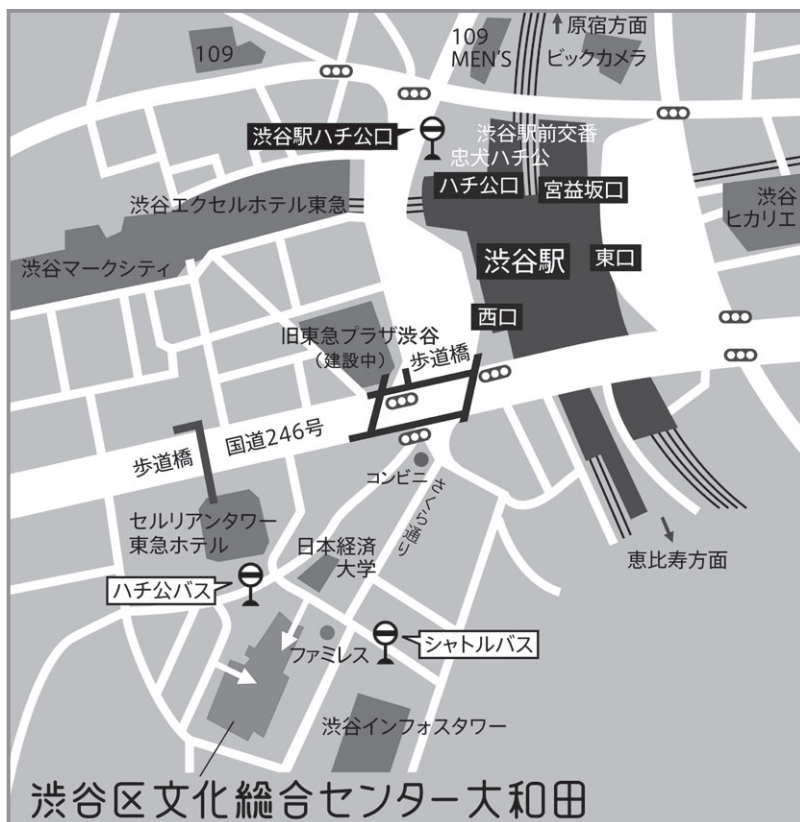 ↑原宿方面
109
109
MEN'S
ビックカメラ
渋谷駅ハチ公口
渋谷駅前交番
忠犬ハチ公
ハチ公口
宮益坂口
渋谷エクセルホテル東急
渋谷
ヒカリエ
渋谷マークシティ
渋谷駅
東口
西口
旧東急プラザ渋谷
(建設中)
歩道橋
国道246号
歩道橋
コンビニ
さくら通り
セルリアンタワー
東急ホテル
日本経済
大学
恵比寿方面
ハチ公バス
ファミレス
シャトルバス
渋谷インフォスタワー
渋谷区文化総合センター大和田